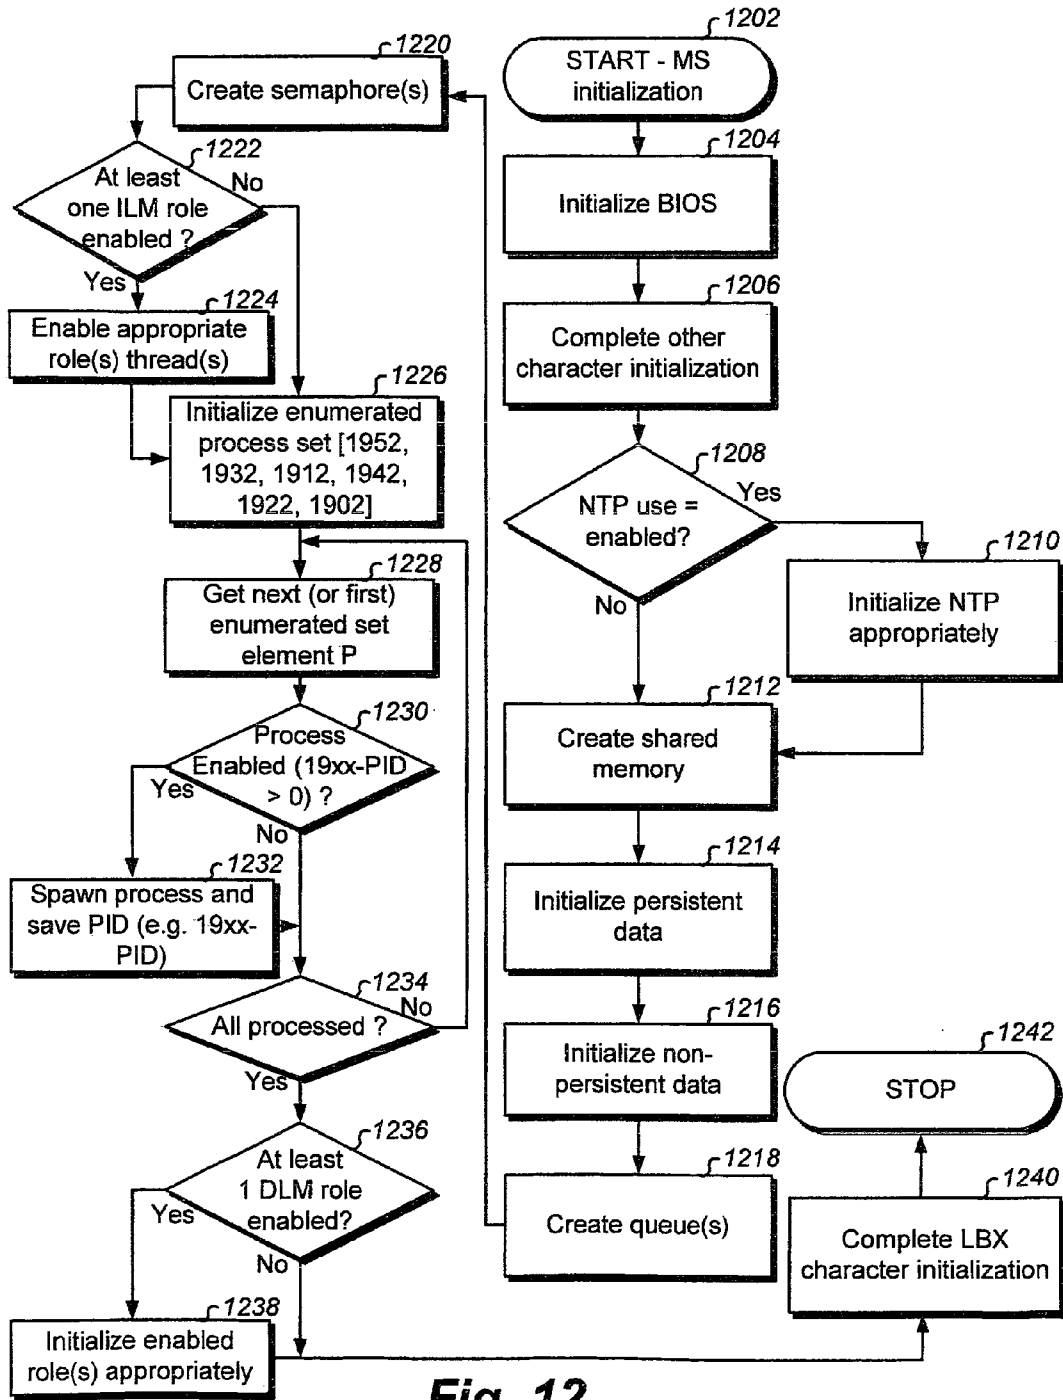 1202
START - MS
initialization
1204
Initialize BIOS
1206
Complete other
character initialization
1208
NTP use =
enabled?
Yes
No
1210
Initialize NTP
appropriately
1212
Create shared
memory
1214
Initialize persistent
data
1216
Initialize non-
persistent data
1218
Create queue(s)
1220
Create semaphore(s)
1222
At least
one ILM role
enabled ?
No
Yes
1224
Enable appropriate
role(s) thread(s)
1226
Initialize enumerated
process set [1952,
1932, 1912, 1942,
1922, 1902]
1228
Get next (or first)
enumerated set
element P
1230
Process
Enabled (19xx-PID
> 0) ?
Yes
No
1232
Spawn process and
save PID (e.g. 19xx-
PID)
1234
All processed ?
No
Yes
1236
At least
1 DLM role
enabled?
Yes
No
1238
Initialize enabled
role(s) appropriately
1240
Complete LBX
character initialization
1242
STOP
Fig. 12